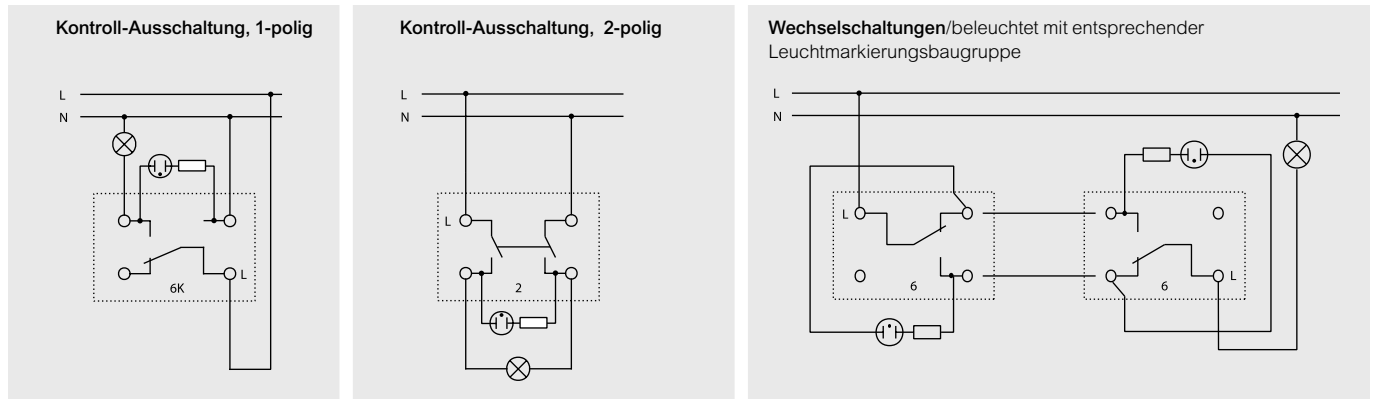 Kontroll-Ausschaltung, 1-polig
L
N
L
6K
Kontroll-Ausschaltung, 2-polig
L
N
L
2
Wechselschaltungen/beleuchtet mit entsprechender
Leuchtmarkierungsbaugruppe
L
N
L
6
L
6